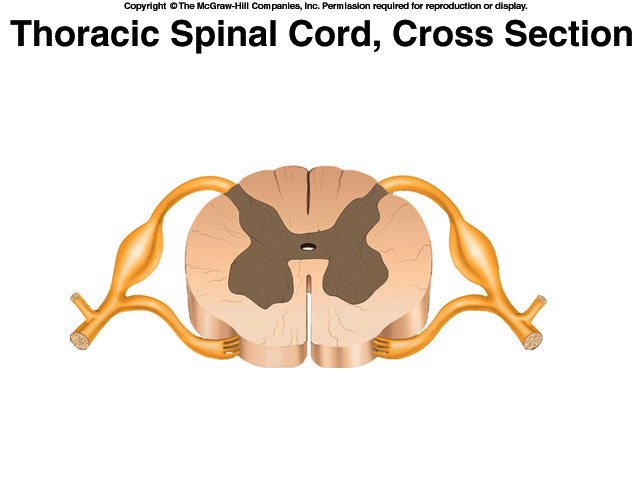 Copyright © The McGraw-Hill Companies, Inc. Permission required for reproduction or display.
Thoracic Spinal Cord, Cross Section